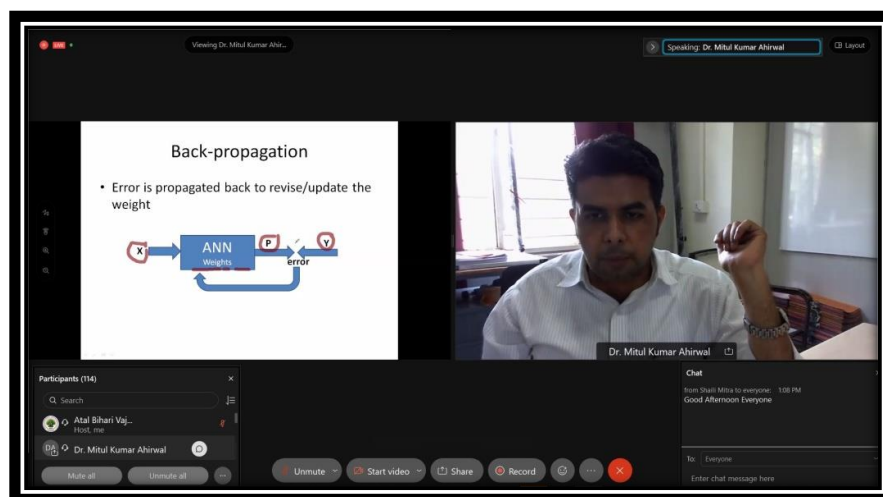 LIVE
Viewing Dr. Mitul Kumar Ahir...
Speaking: Dr. Mitul Kumar Ahirwal
Layout
Back-propagation
• Error is propagated back to revise/update the
weight
X
ANN
Weights
P
Y
error
Dr. Mitul Kumar Ahirwal
Participants (114)
Search
Atal Bihari Vaj...
Host, me
DA
Dr. Mitul Kumar Ahirwal
Mute all
Unmute all
Unmute
Start video
Share
Record
Chat
from Shaili Mitra to everyone: 1:08 PM
Good Afternoon Everyone
To: Everyone
Enter chat message here